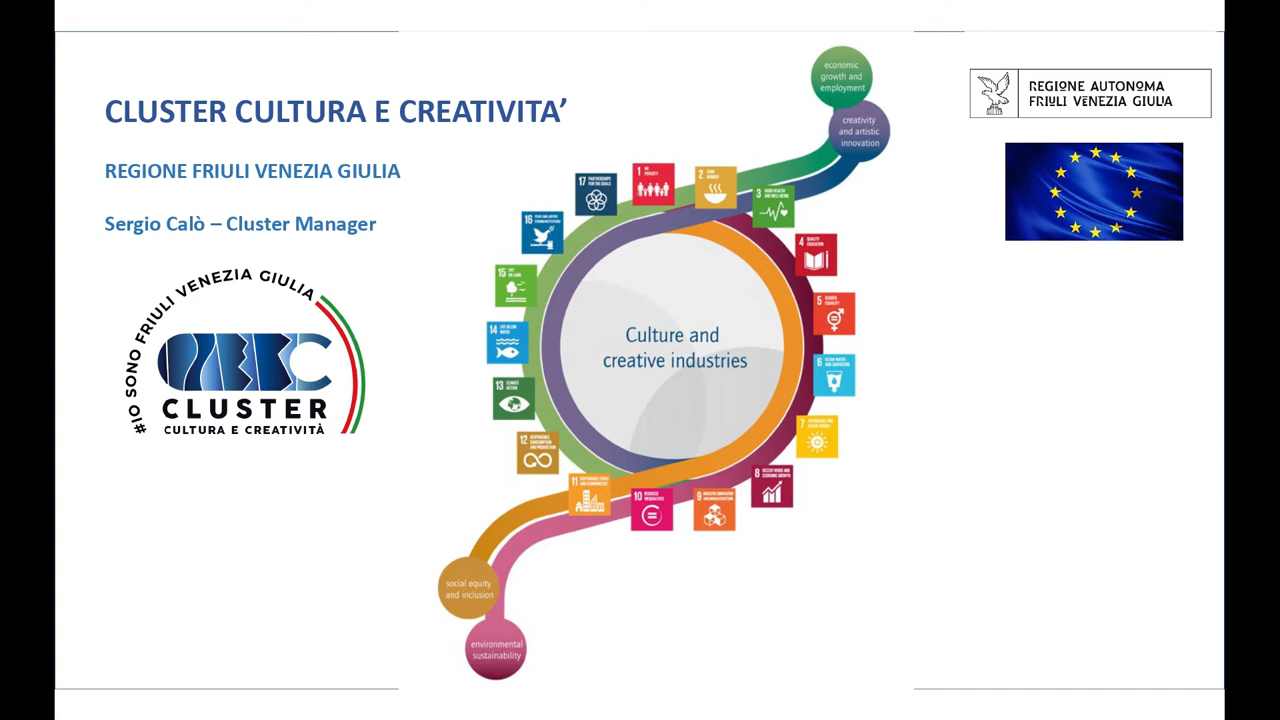 CLUSTER CULTURA E CREATIVITA’
REGIONE FRIULI VENEZIA GIULIA
Sergio Calò – Cluster Manager
#IO SONO FRIULI VENEZIA GIULIA
CLUSTER
CULTURA E CREATIVITÀ
economic
growth and
employment
creativity
and artistic
innovation
REGIONE AUTONOMA
FRIULI VENEZIA GIULIA
1 NO
POVERTY
2 ZERO
HUNGER
3 GOOD HEALTH
AND WELL-BEING
4 QUALITY
EDUCATION
5 GENDER
EQUALITY
6 CLEAN WATER
AND SANITATION
7 AFFORDABLE AND
CLEAN ENERGY
8 DECENT WORK AND
ECONOMIC GROWTH
9 INDUSTRY, INNOVATION
AND INFRASTRUCTURE
10 REDUCED
INEQUALITIES
11 SUSTAINABLE CITIES
AND COMMUNITIES
12 RESPONSIBLE
CONSUMPTION
AND PRODUCTION
13 CLIMATE
ACTION
14 LIFE BELOW
WATER
15 LIFE
ON LAND
16 PEACE AND JUSTICE
STRONG INSTITUTIONS
17 PARTNERSHIPS
FOR THE GOALS
Culture and
creative industries
social equity
and inclusion
environmental
sustainability